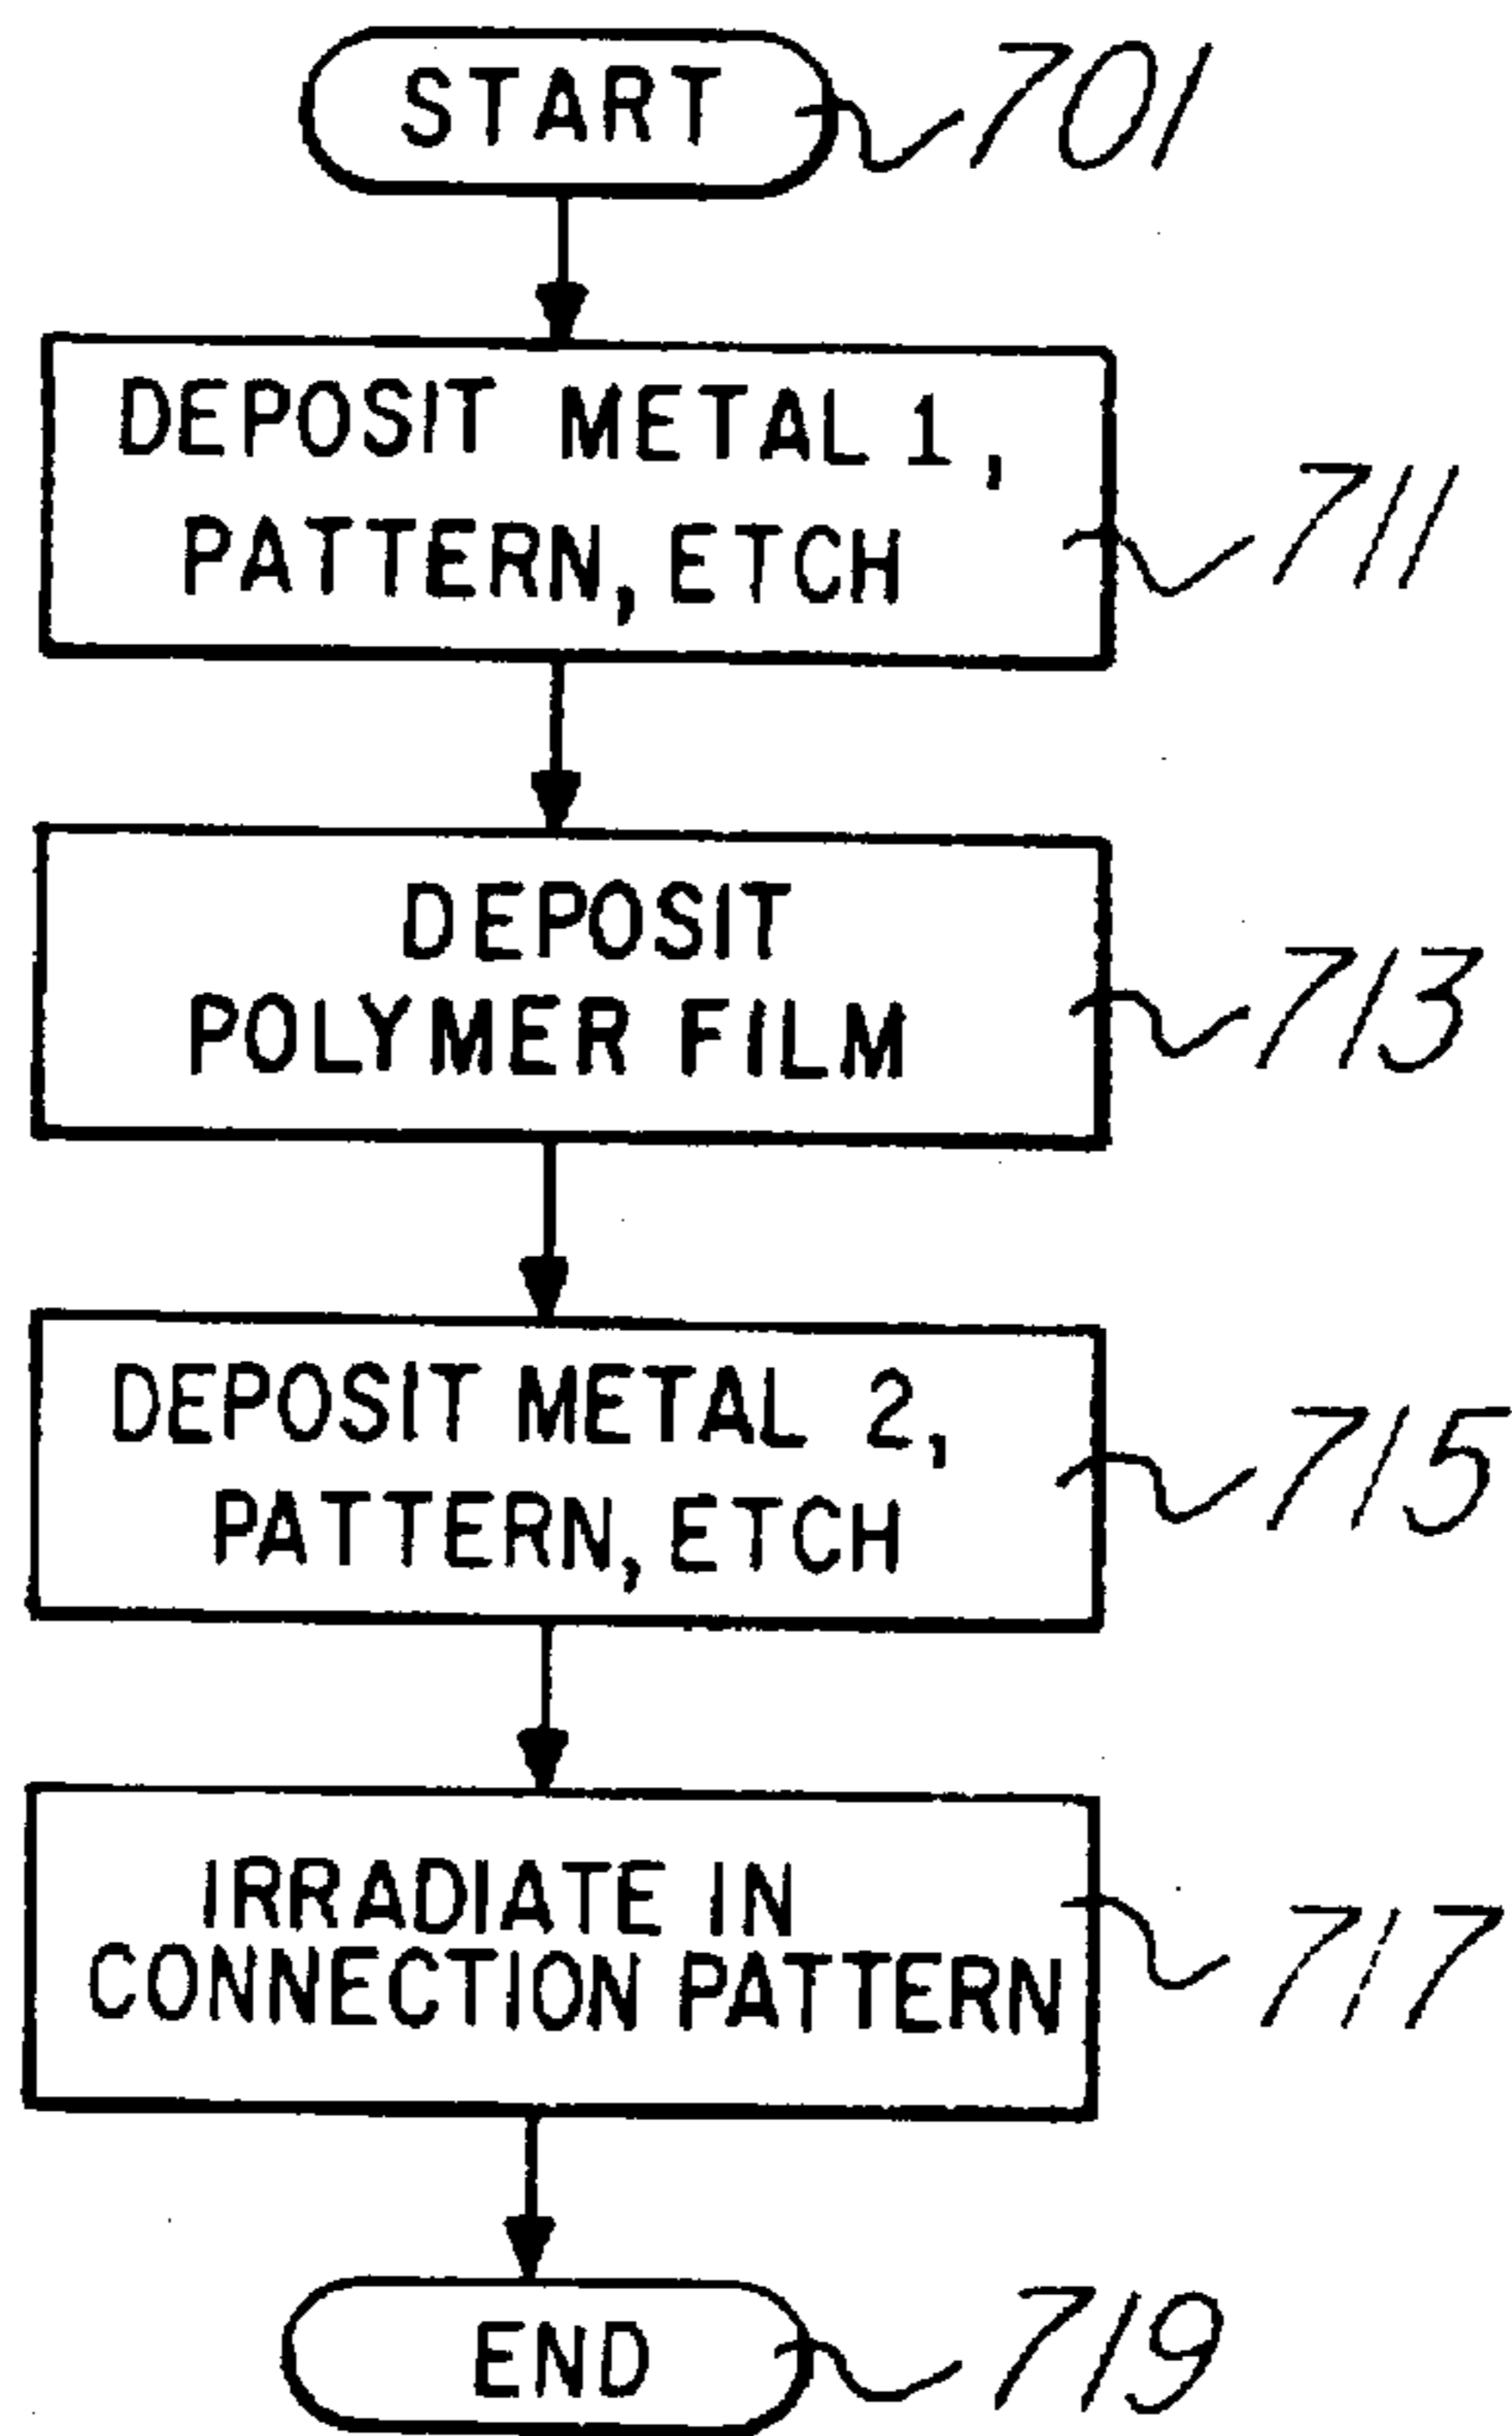 START
701
DEPOSIT METAL 1,
PATTERN, ETCH
711
DEPOSIT
POLYMER FILM
713
DEPOSIT METAL 2,
PATTERN, ETCH
715
IRRADIATE IN
CONNECTION PATTERN
717
END
719